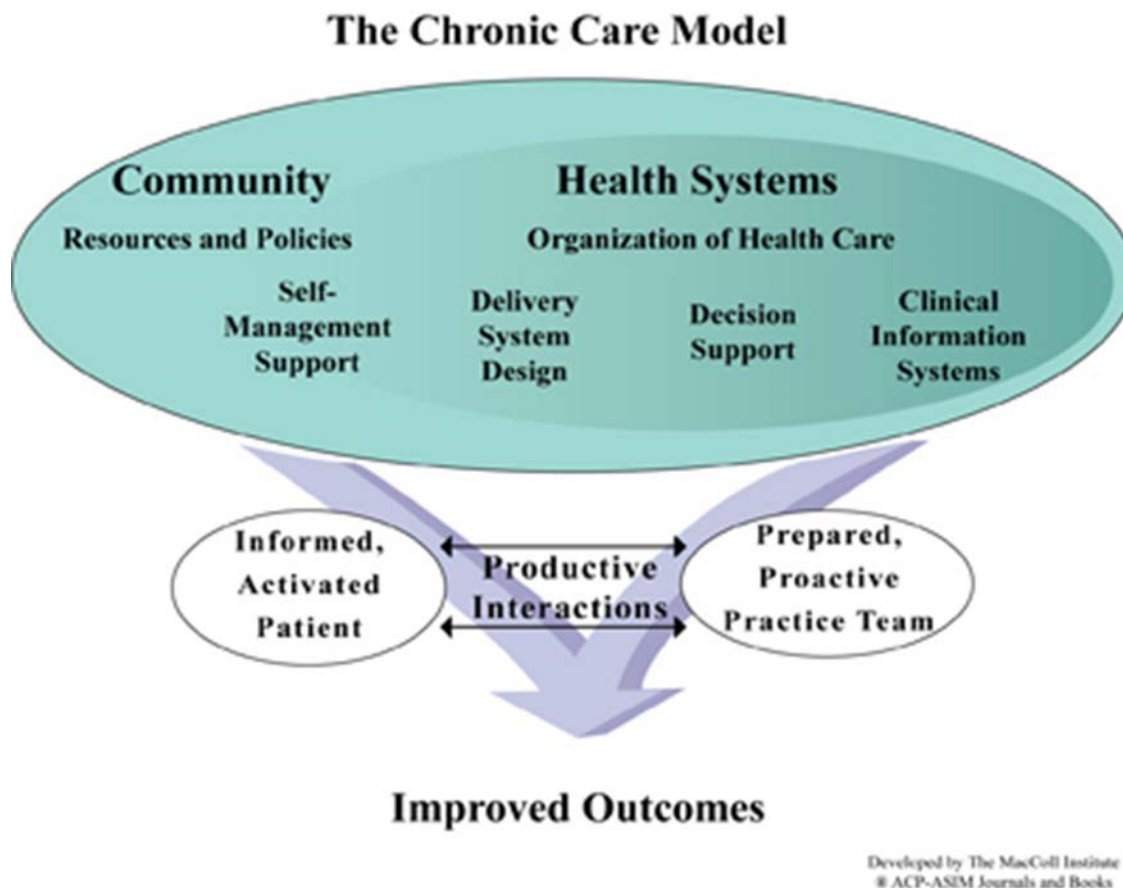 The Chronic Care Model
Community
Health Systems
Resources and Policies
Organization of Health Care
Self-
Management
Support
Delivery
System
Design
Decision
Support
Clinical
Information
Systems
Informed,
Activated
Patient
Productive
Interactions
Prepared,
Proactive
Practice Team
Improved Outcomes
Developed by The MacColl Institute
® ACP-ASIM Journals and Books